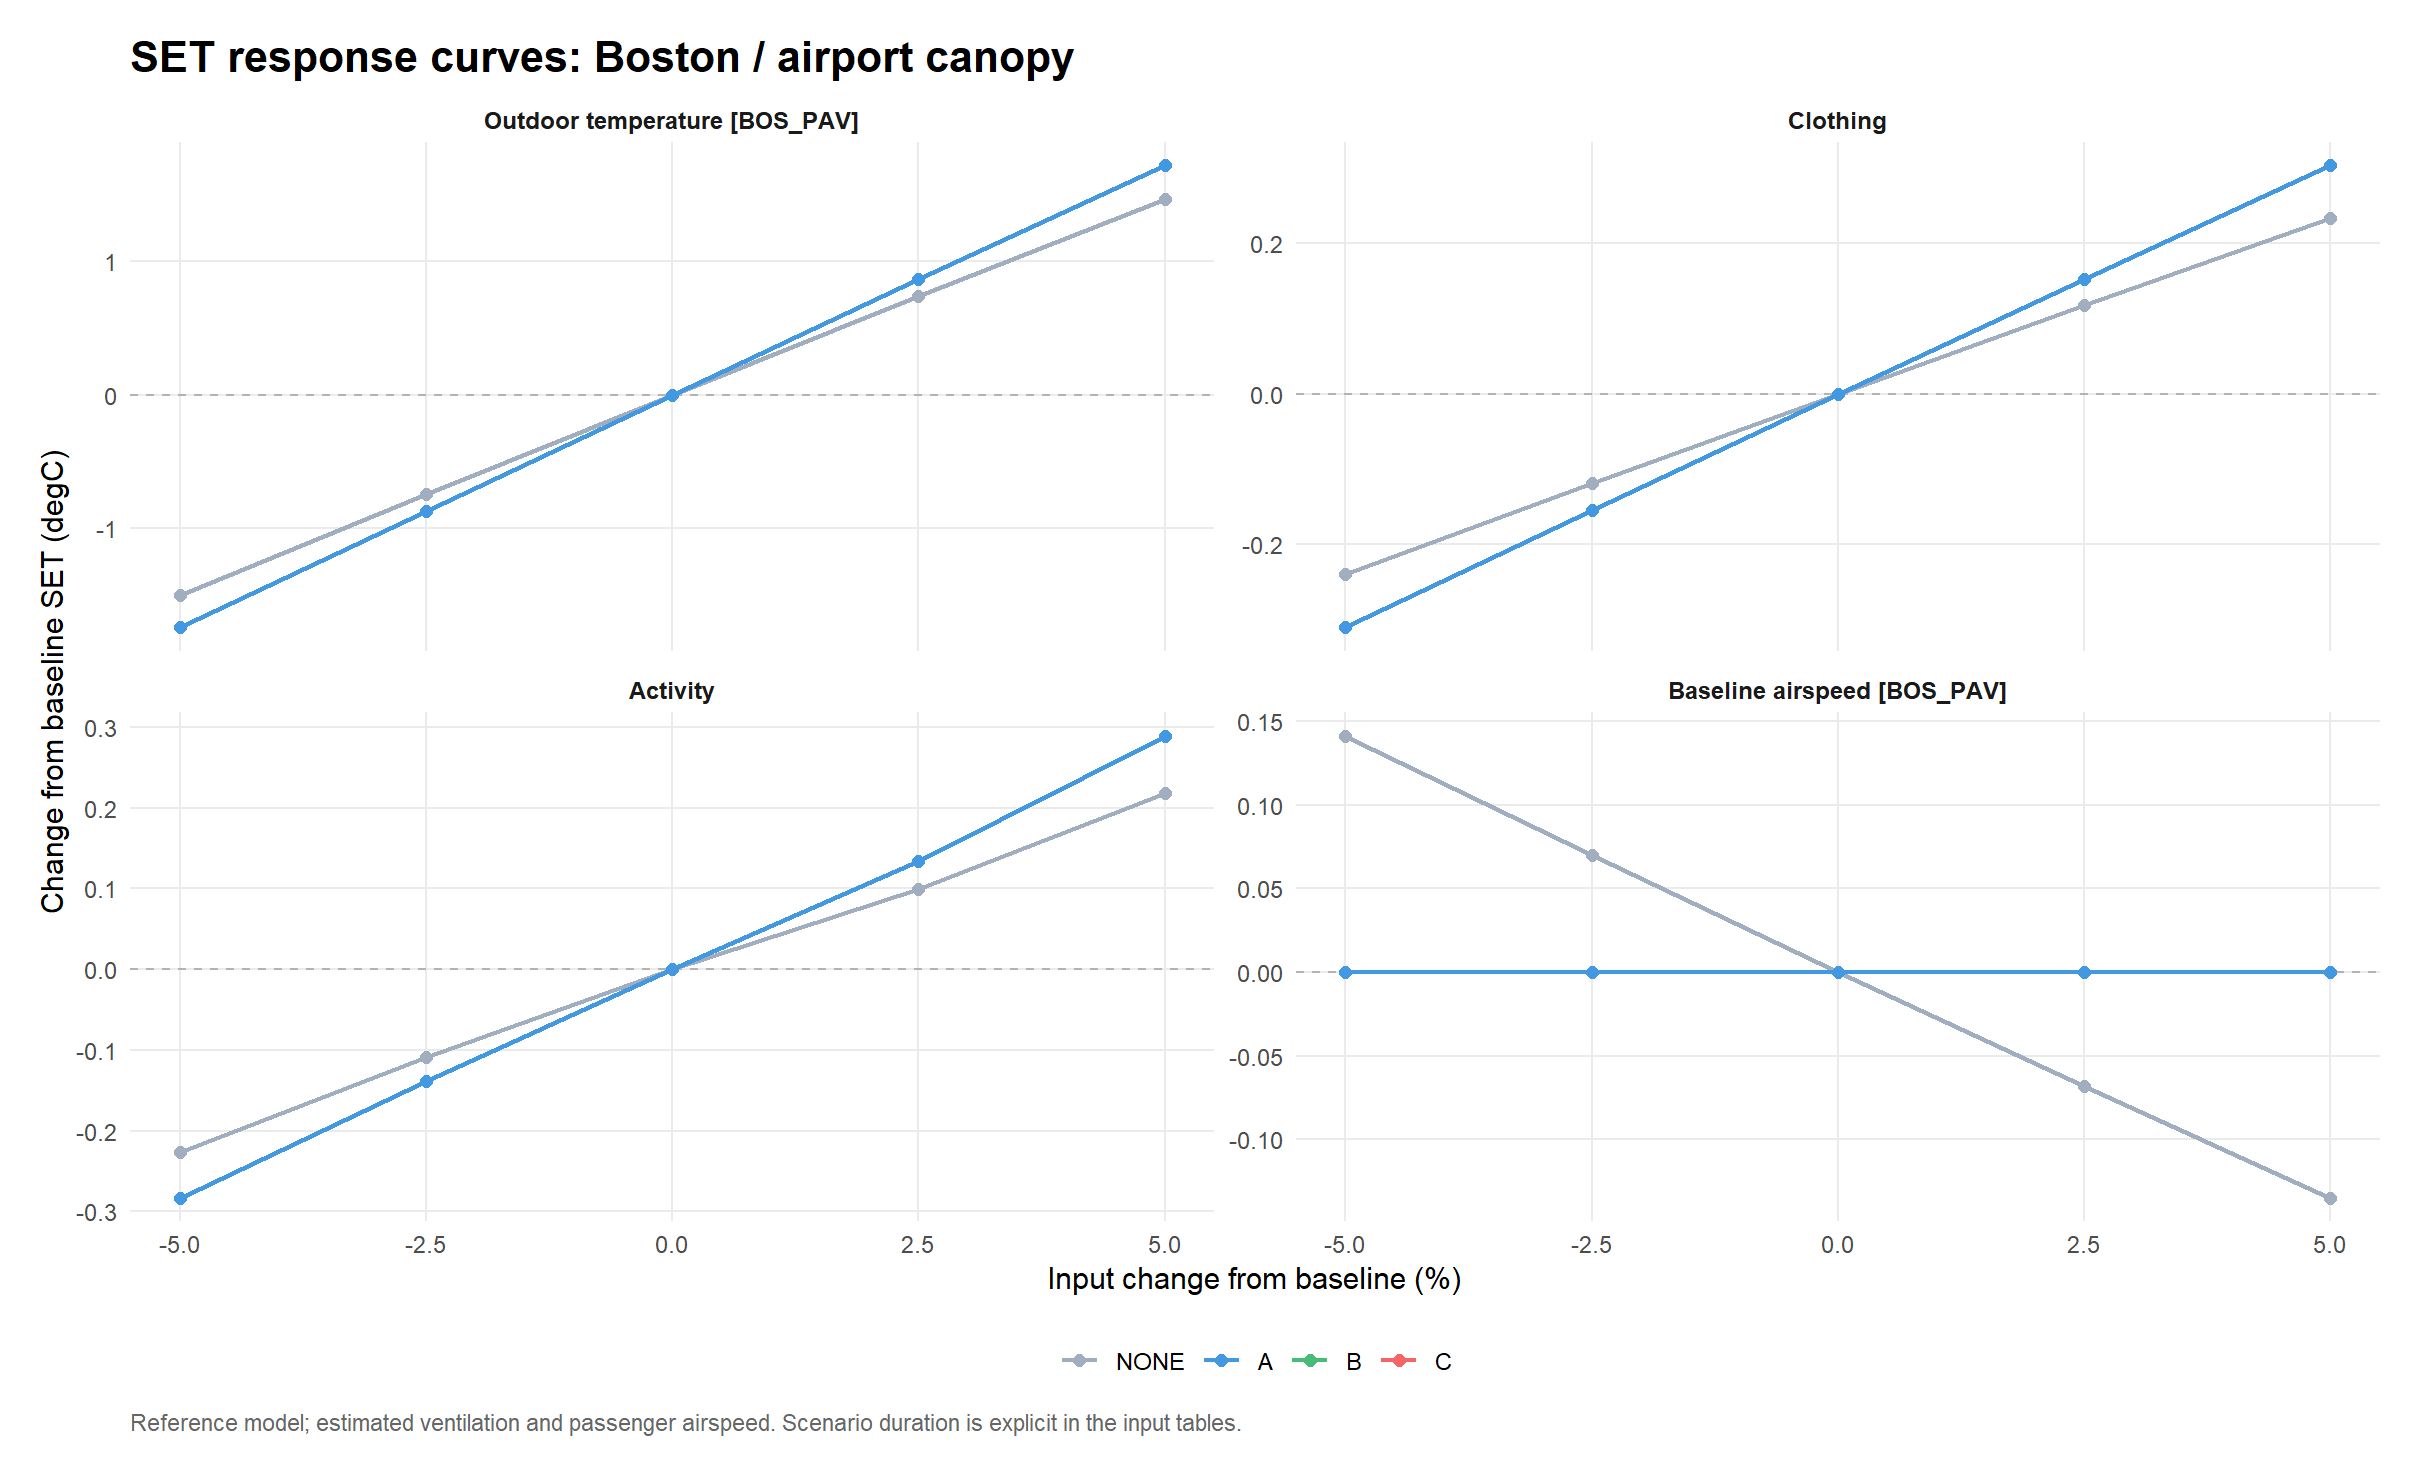 SET response curves: Boston / airport canopy
Outdoor temperature [BOS_PAV]
Clothing
1
0
-1
0.2
0.0
-0.2
Change from baseline SET (degC)
Activity
Baseline airspeed [BOS_PAV]
0.3
0.2
0.1
0.0
-0.1
-0.2
-0.3
0.15
0.10
0.05
0.00
-0.05
-0.10
-5.0 -2.5 0.0 2.5 5.0
-5.0 -2.5 0.0 2.5 5.0
Input change from baseline (%)
NONE A B C
Reference model; estimated ventilation and passenger airspeed. Scenario duration is explicit in the input tables.